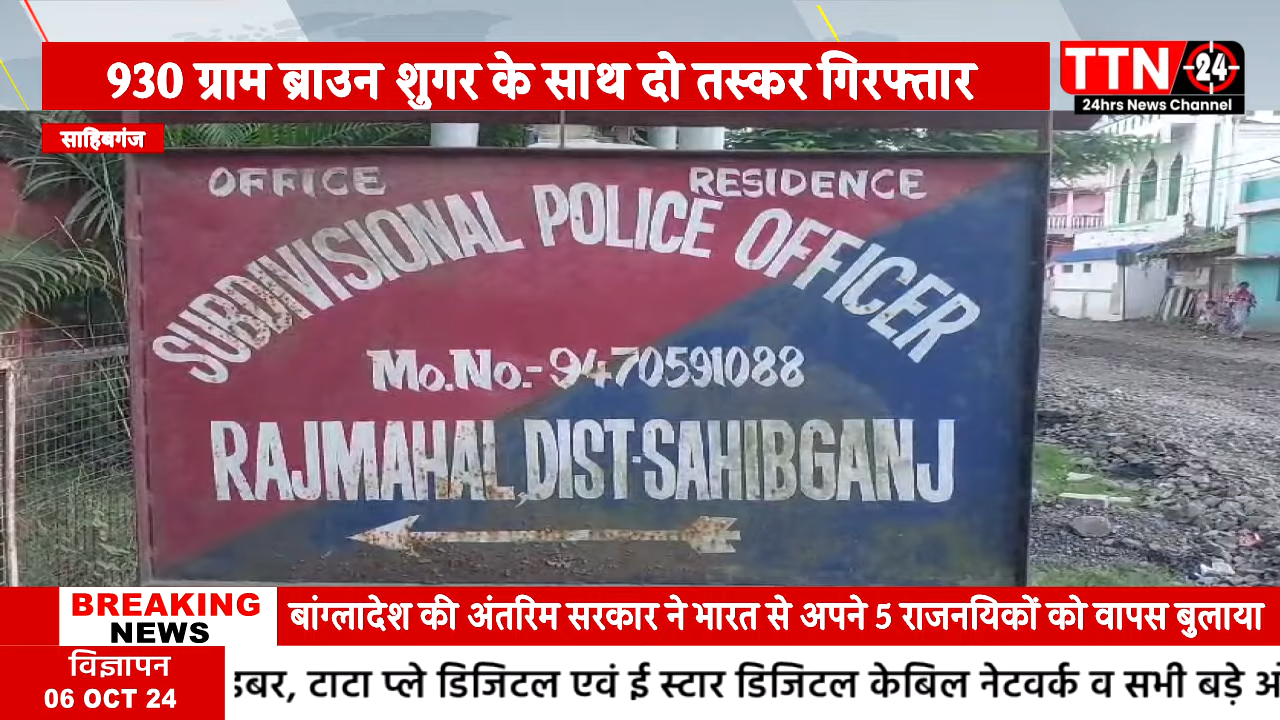 930 ग्राम ब्राउन शुगर के साथ दो तस्कर गिरफ्तार
TTN 24
24hrs News Channel
साहिबगंज
OFFICE RESIDENCE
SUBDIVISIONAL POLICE OFFICER
Mo.No.-9470591088
RAJMAHAL, DIST-SAHIBGANJ
BREAKING NEWS
बांग्लादेश की अंतरिम सरकार ने भारत से अपने 5 राजनयिकों को वापस बुलाया
विज्ञापन
06 OCT 24
टाटा प्ले डिजिटल एवं ई स्टार डिजिटल केबिल नेटवर्क व सभी बड़े